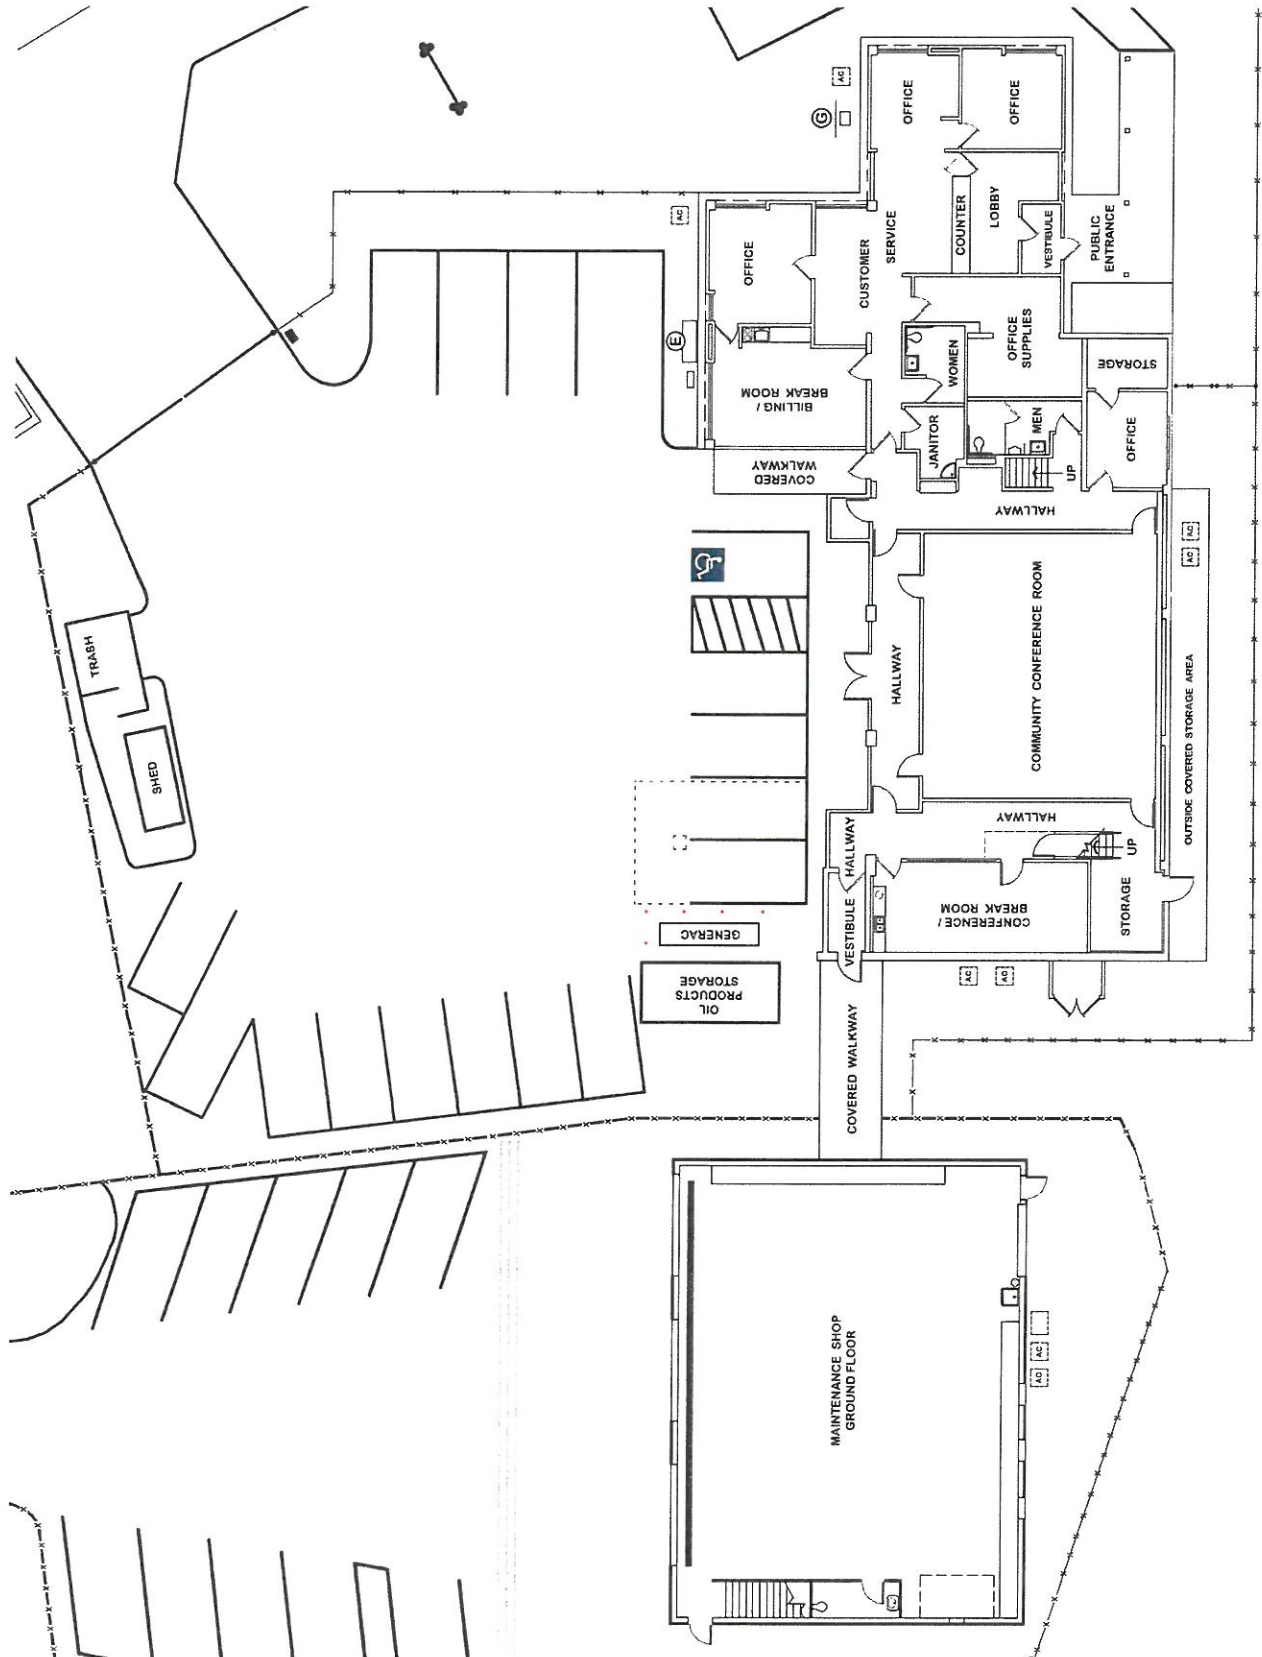 AC
G
OFFICE
OFFICE
AC
OFFICE
CUSTOMER
SERVICE
COUNTER
LOBBY
VESTIBULE
PUBLIC
ENTRANCE
E
BILLING /
BREAK ROOM
WOMEN
OFFICE
SUPPLIES
STORAGE
COVERED
WALKWAY
JANITOR
MEN
UP
OFFICE
HALLWAY
AC
AC
TRASH
SHED
HALLWAY
COMMUNITY CONFERENCE ROOM
OUTSIDE COVERED STORAGE AREA
HALLWAY
HALLWAY
UP
VESTIBULE
CONFERENCE /
BREAK ROOM
STORAGE
GENERAC
OIL
PRODUCTS
STORAGE
AC
AC
COVERED WALKWAY
MAINTENANCE SHOP
GROUND FLOOR
AC
AC